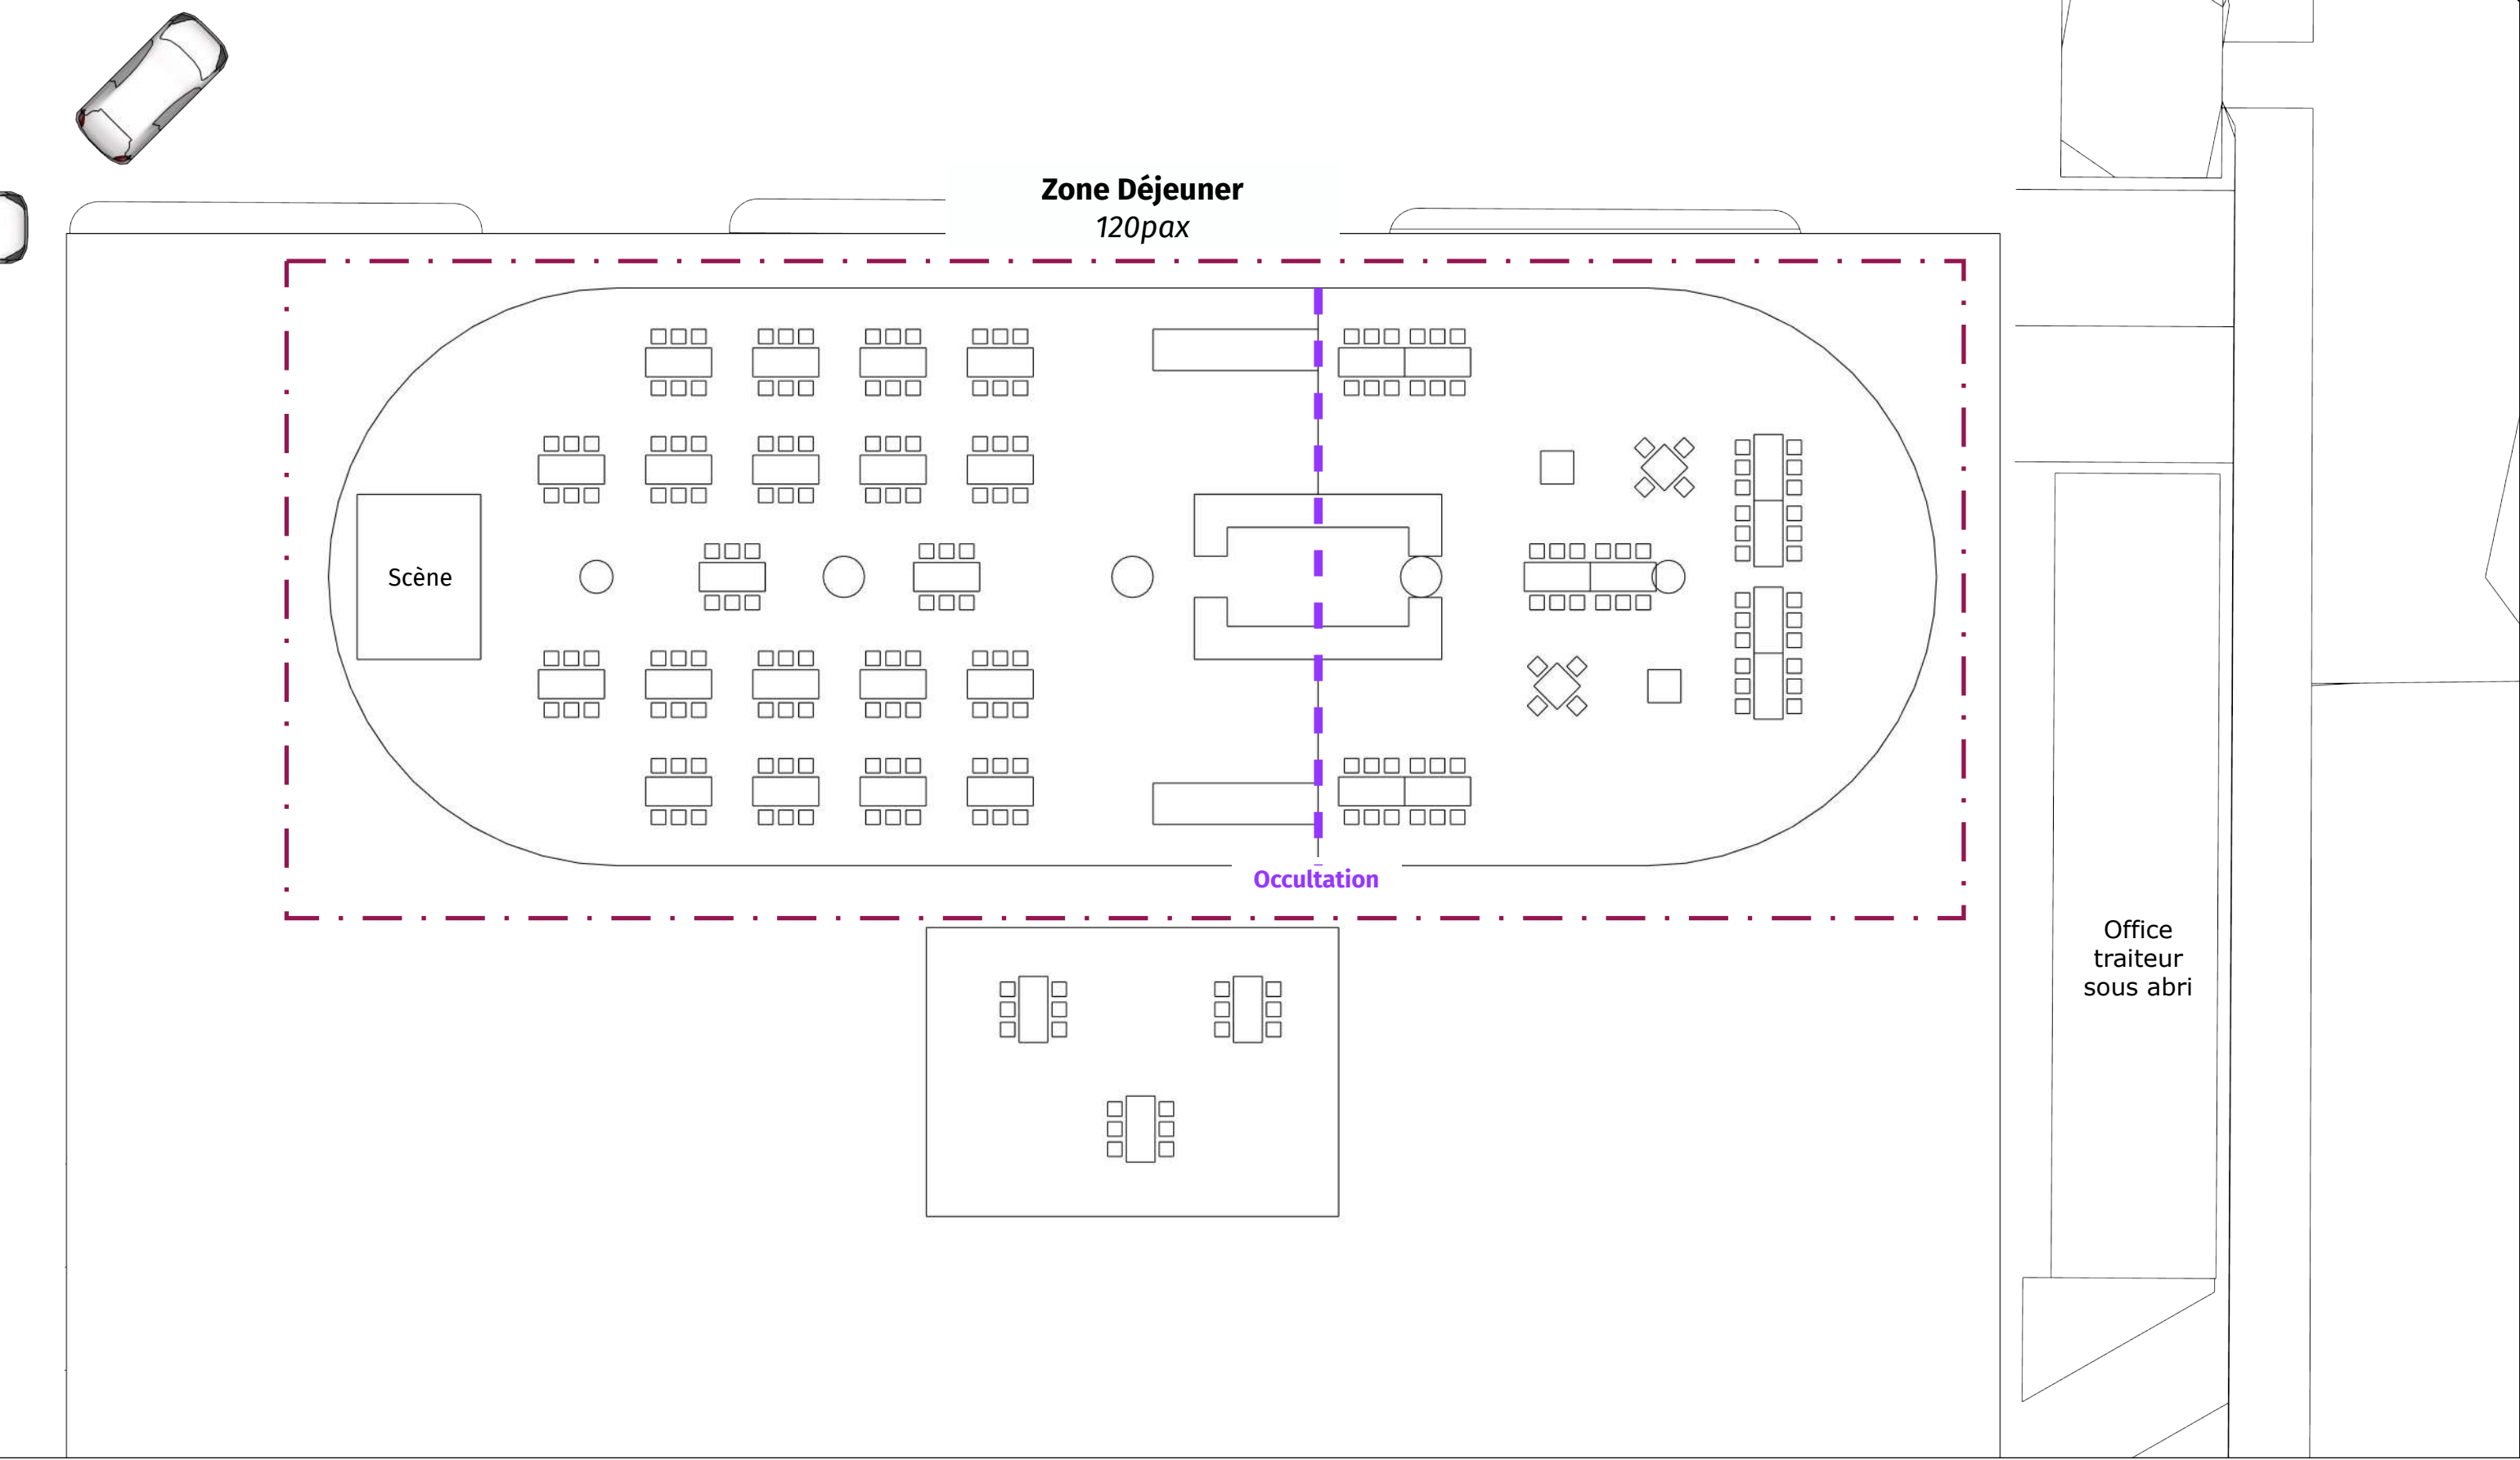 Zone Déjeuner
120pax
Scène
Occultation
Office
traiteur
sous abri